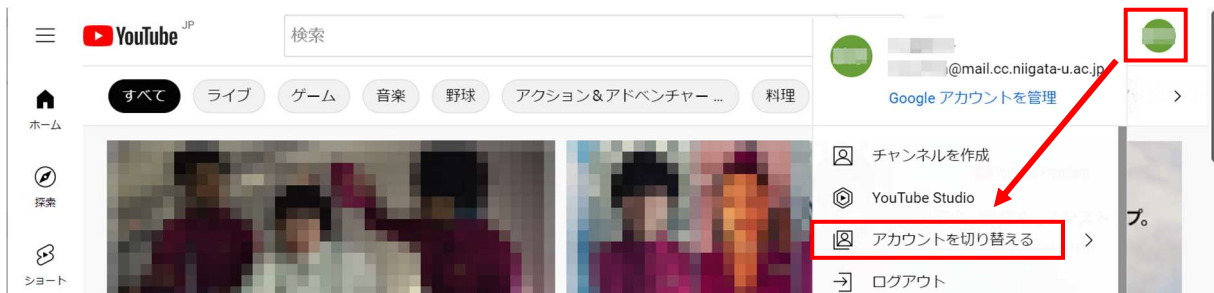 YouTube JP
検索
@mail.cc.niigata-u.ac.jp
Google アカウントを管理
すべて
ライブ
ゲーム
音楽
野球
アクション＆アドベンチャー ...
料理
ホーム
探索
ショート
チャンネルを作成
YouTube Studio
アカウントを切り替える
ログアウト
プ。